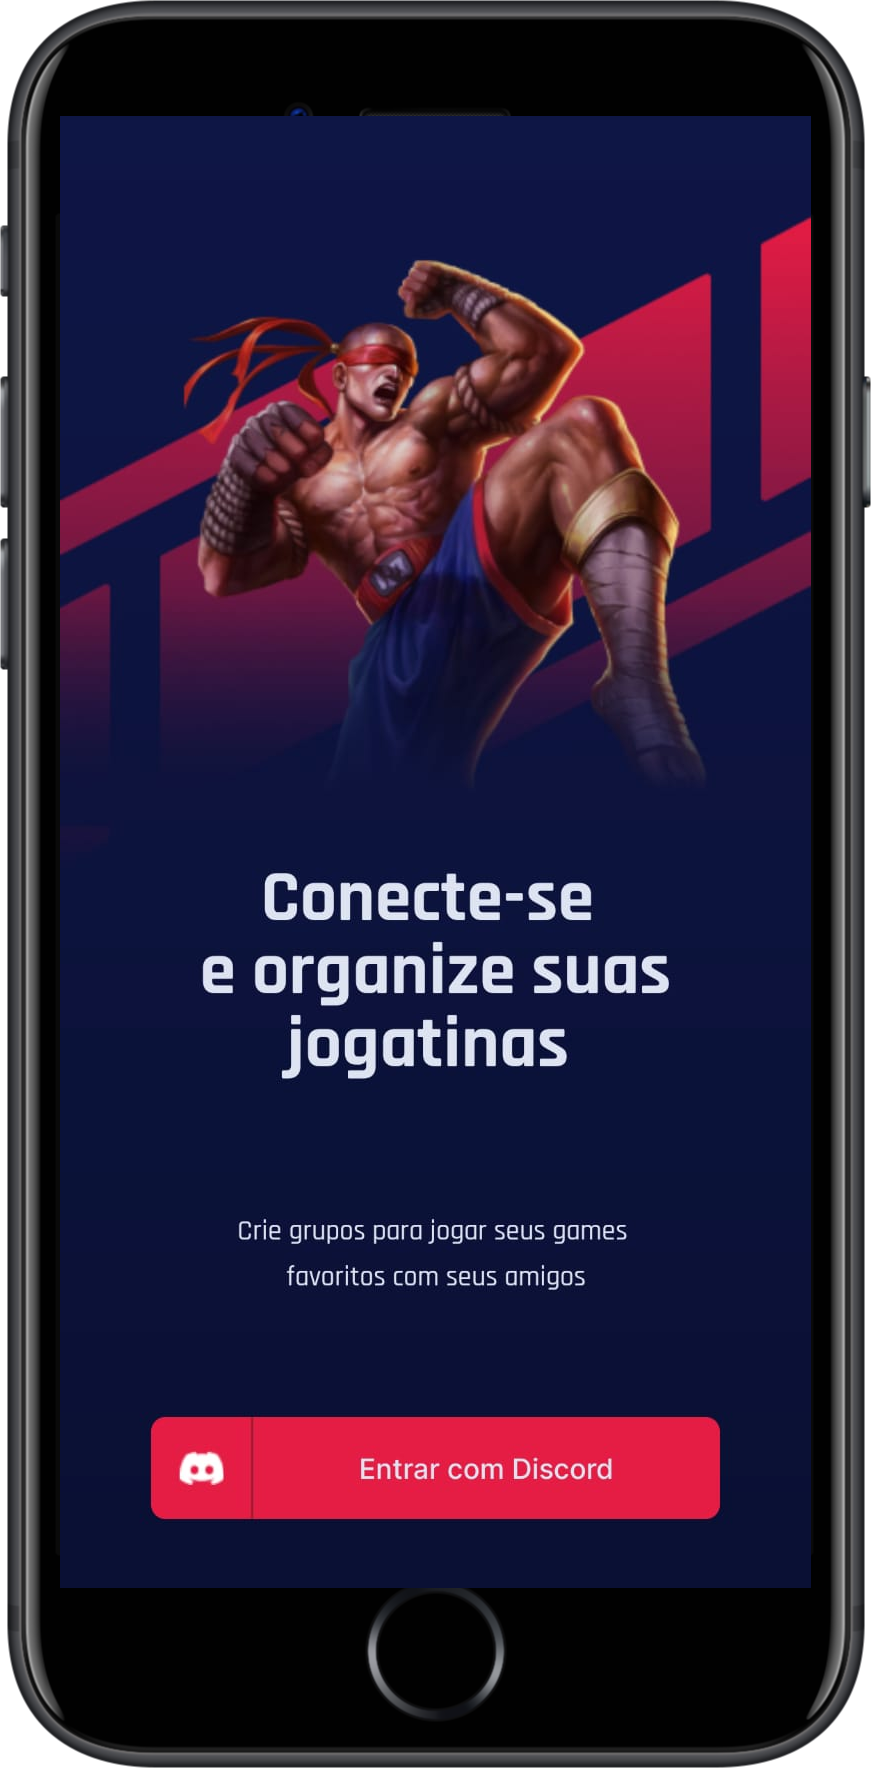 Conecte-se
e organize suas
jogatinas
Crie grupos para jogar seus games
favoritos com seus amigos
Entrar com Discord